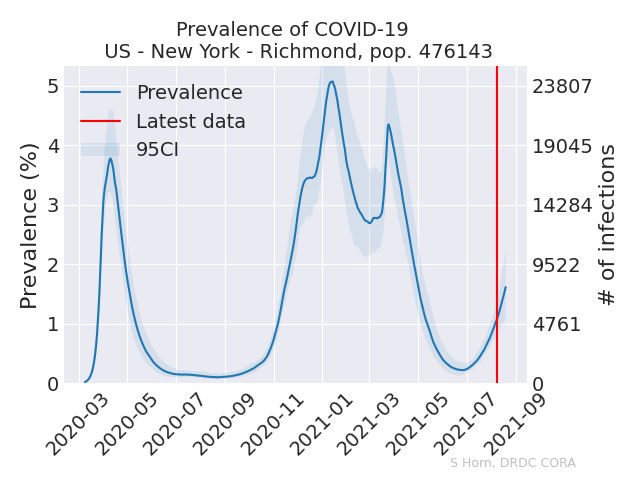 Prevalence of COVID-19
US - New York - Richmond, pop. 476143
Prevalence
Latest data
95CI
Prevalence (%)
5
4
3
2
1
0
# of infections
23807
19045
14284
9522
4761
0
2020-03
2020-05
2020-07
2020-09
2020-11
2021-01
2021-03
2021-05
2021-07
2021-09
S Horn, DRDC CORA